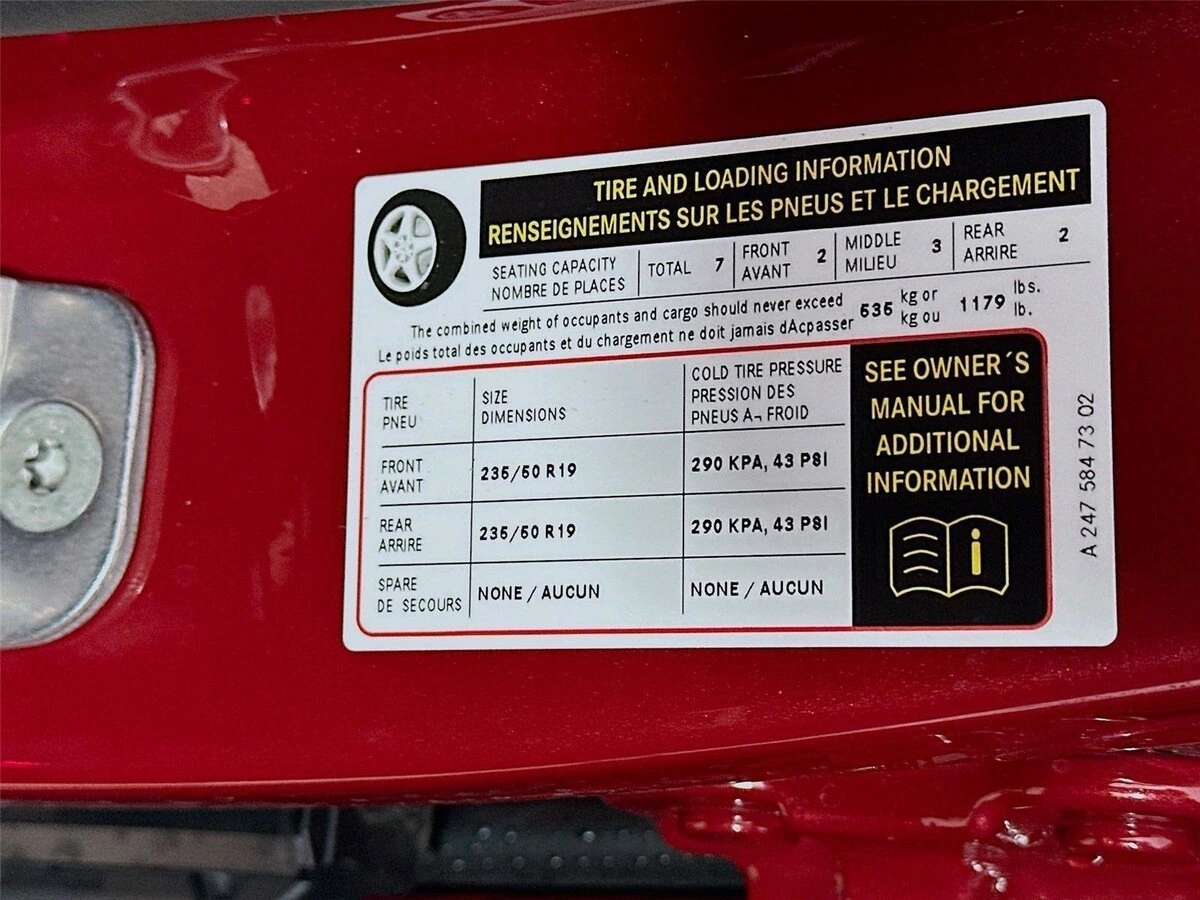 TIRE AND LOADING INFORMATION
RENSEIGNEMENTS SUR LES PNEUS ET LE CHARGEMENT
SEATING CAPACITY
NOMBRE DE PLACES
TOTAL 7
FRONT
AVANT
2
MIDDLE
MILIEU
3
REAR
ARRIRE
2
The combined weight of occupants and cargo should never exceed
Le poids total des occupants et du chargement ne doit jamais dAcpasser
535
kg or
kg ou
1179
lbs.
lb.
TIRE
PNEU
SIZE
DIMENSIONS
COLD TIRE PRESSURE
PRESSION DES
PNEUS A¬ FROID
FRONT
AVANT
235/50 R19
290 KPA, 43 PSI
REAR
ARRIRE
235/50 R19
290 KPA, 43 PSI
SPARE
DE SECOURS
NONE / AUCUN
NONE / AUCUN
SEE OWNER´S
MANUAL FOR
ADDITIONAL
INFORMATION
A 247 584 73 02